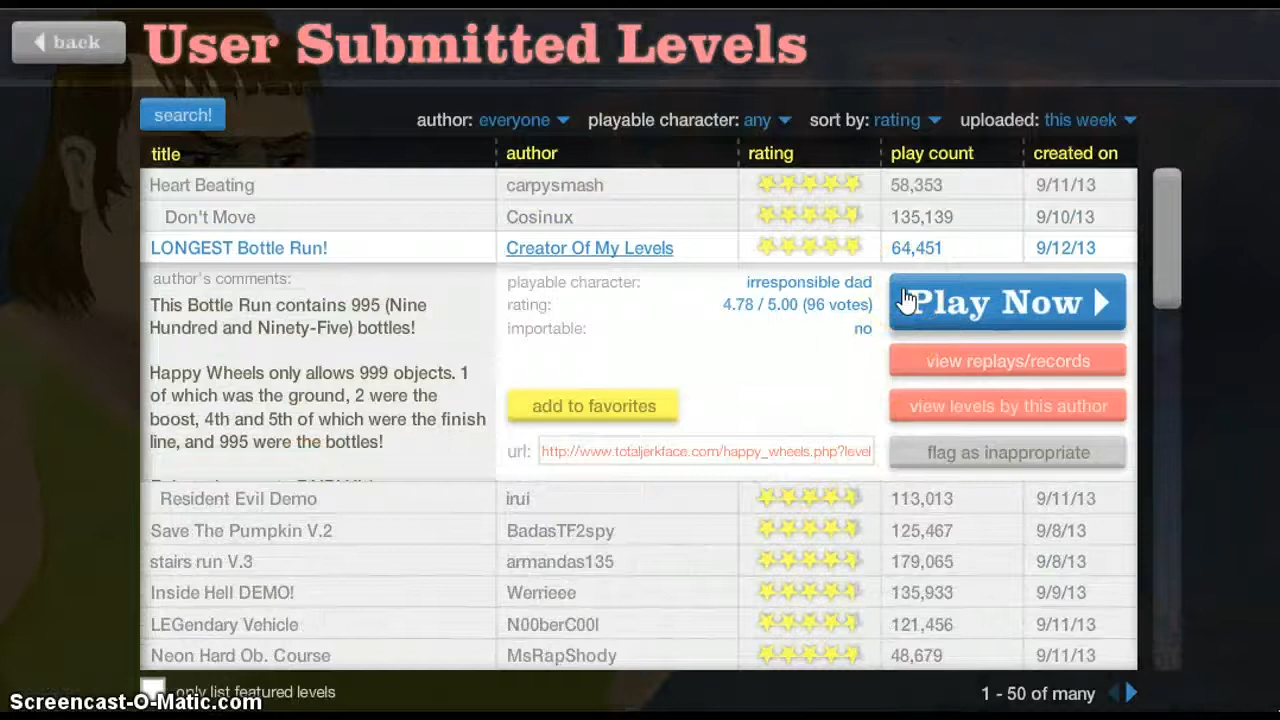 back
User Submitted Levels
search!
author: everyone
playable character: any
sort by: rating
uploaded: this week
title author rating play count created on
Heart Beating carpysmash 58,353 9/11/13
Don't Move Cosinux 135,139 9/10/13
LONGEST Bottle Run! Creator Of My Levels 64,451 9/12/13
author's comments:
This Bottle Run contains 995 (Nine
Hundred and Ninety-Five) bottles!
Happy Wheels only allows 999 objects. 1
of which was the ground, 2 were the
boost, 4th and 5th of which were the finish
line, and 995 were the bottles!
playable character: irresponsible dad
rating: 4.78 / 5.00 (96 votes)
importable: no
add to favorites
url: http://www.totaljerkface.com/happy_wheels.php?level
Play Now
view replays/records
view levels by this author
flag as inappropriate
Resident Evil Demo irui 113,013 9/11/13
Save The Pumpkin V.2 BadasTF2spy 125,467 9/8/13
stairs run V.3 armandas135 179,065 9/8/13
Inside Hell DEMO! Werrieee 135,933 9/9/13
LEGendary Vehicle N00berC00l 121,456 9/11/13
Neon Hard Ob. Course MsRapShody 48,679 9/11/13
only list featured levels
1 - 50 of many
Screencast-O-Matic.com